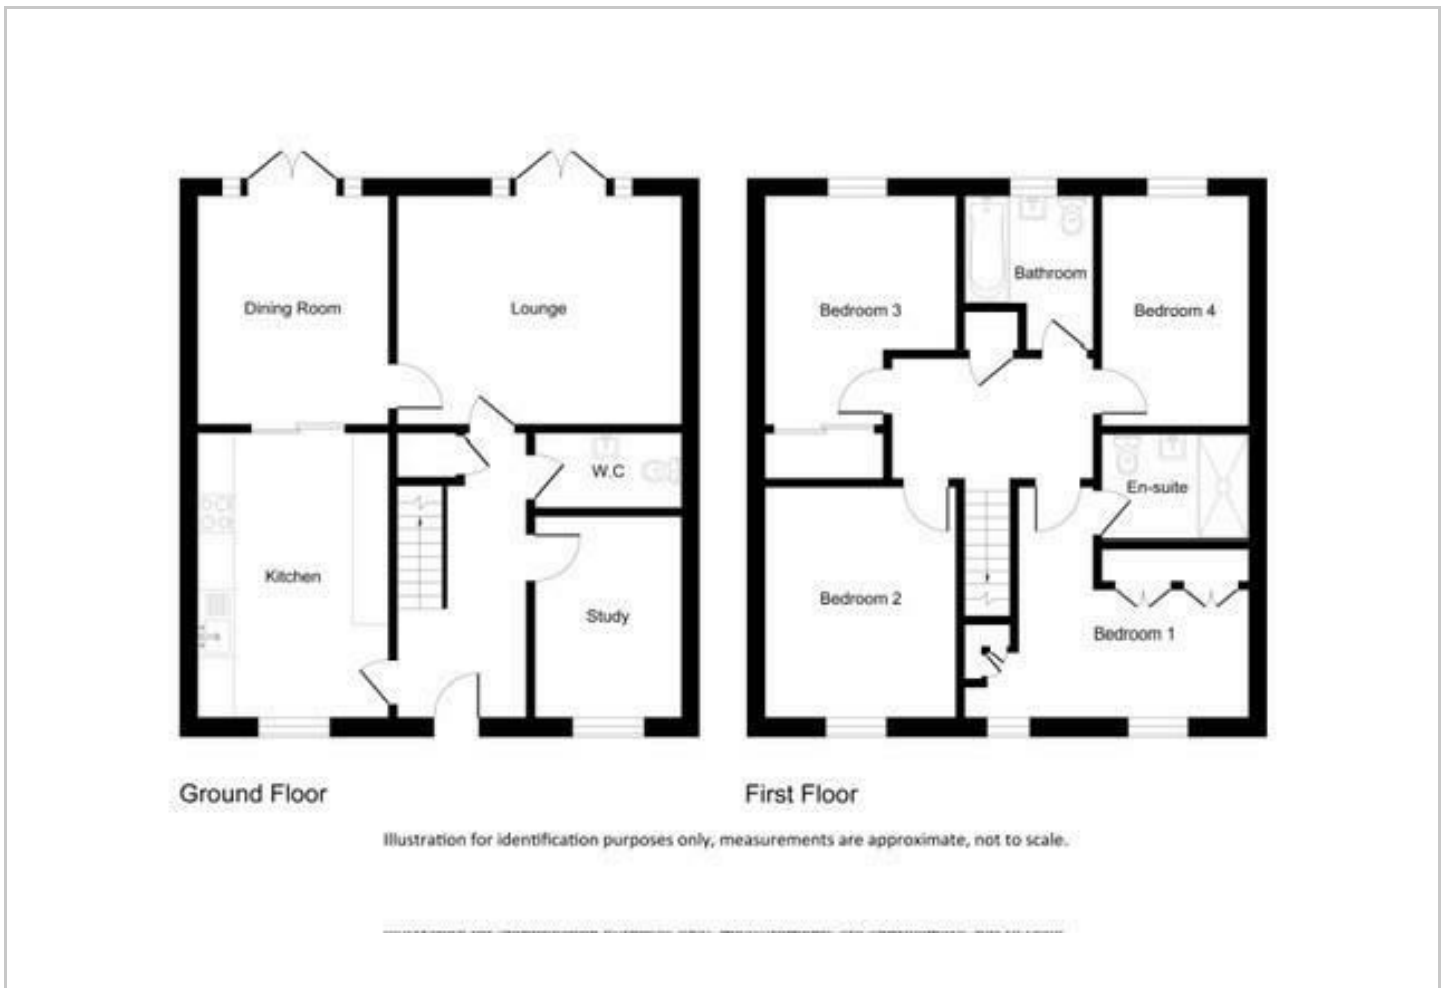 Dining Room
Lounge
W.C
Kitchen
Study
Bedroom 3
Bathroom
Bedroom 4
En-suite
Bedroom 2
Bedroom 1
Ground Floor
First Floor
Illustration for identification purposes only, measurements are approximate, not to scale.